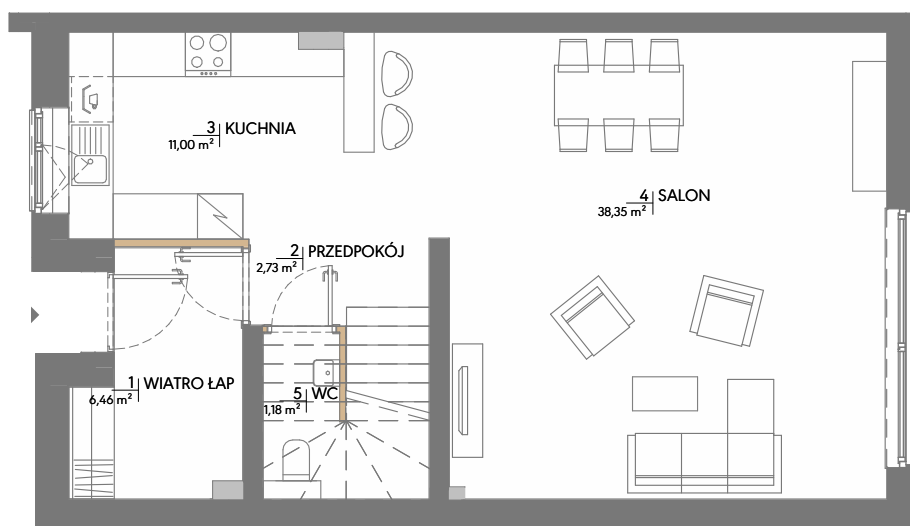 3 KUCHNIA
11,00 m²
4 SALON
38,35 m²
2 PRZEDPOKÓJ
2,73 m²
1 WIATRO ŁAP
6,46 m²
5 WC
1,18 m²